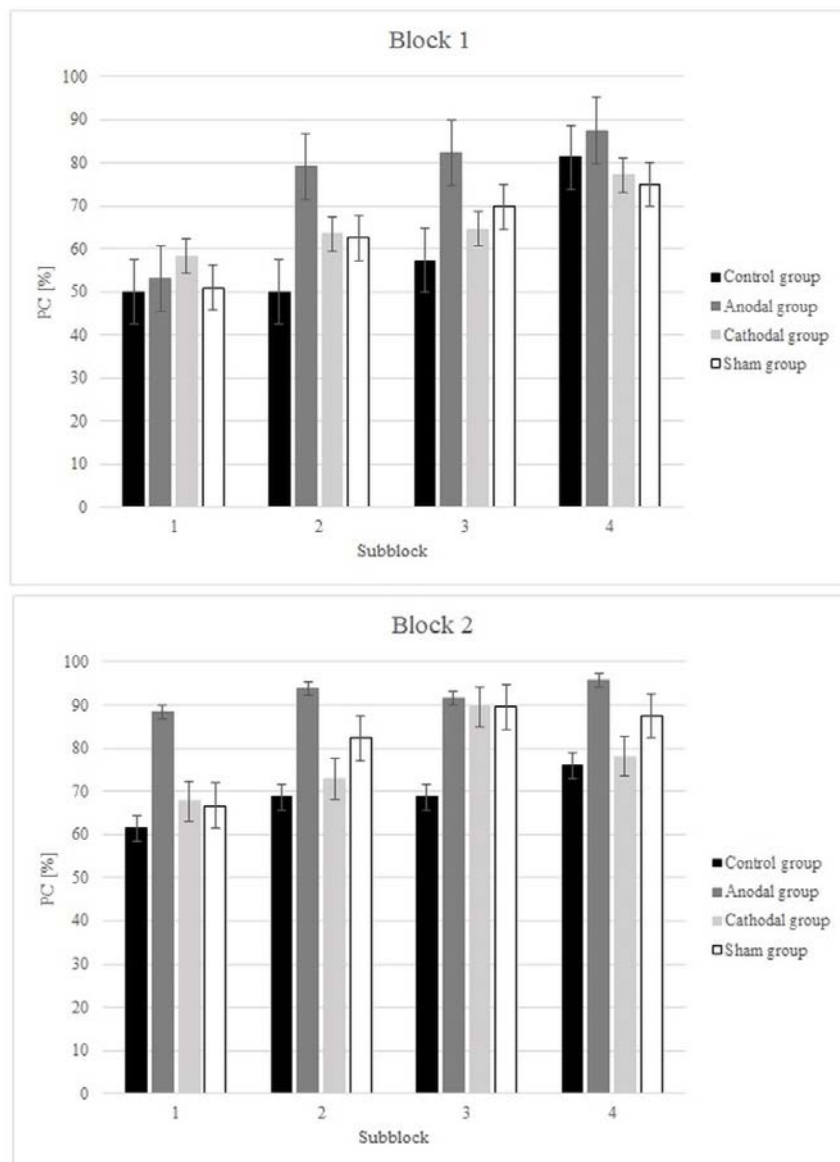 Block 1
100
90
80
70
60
50
40
30
20
10
0
PC [%]
1 2 3 4
Subblock
Control group
Anodal group
Cathodal group
Sham group
Block 2
100
90
80
70
60
50
40
30
20
10
0
PC [%]
1 2 3 4
Subblock
Control group
Anodal group
Cathodal group
Sham group